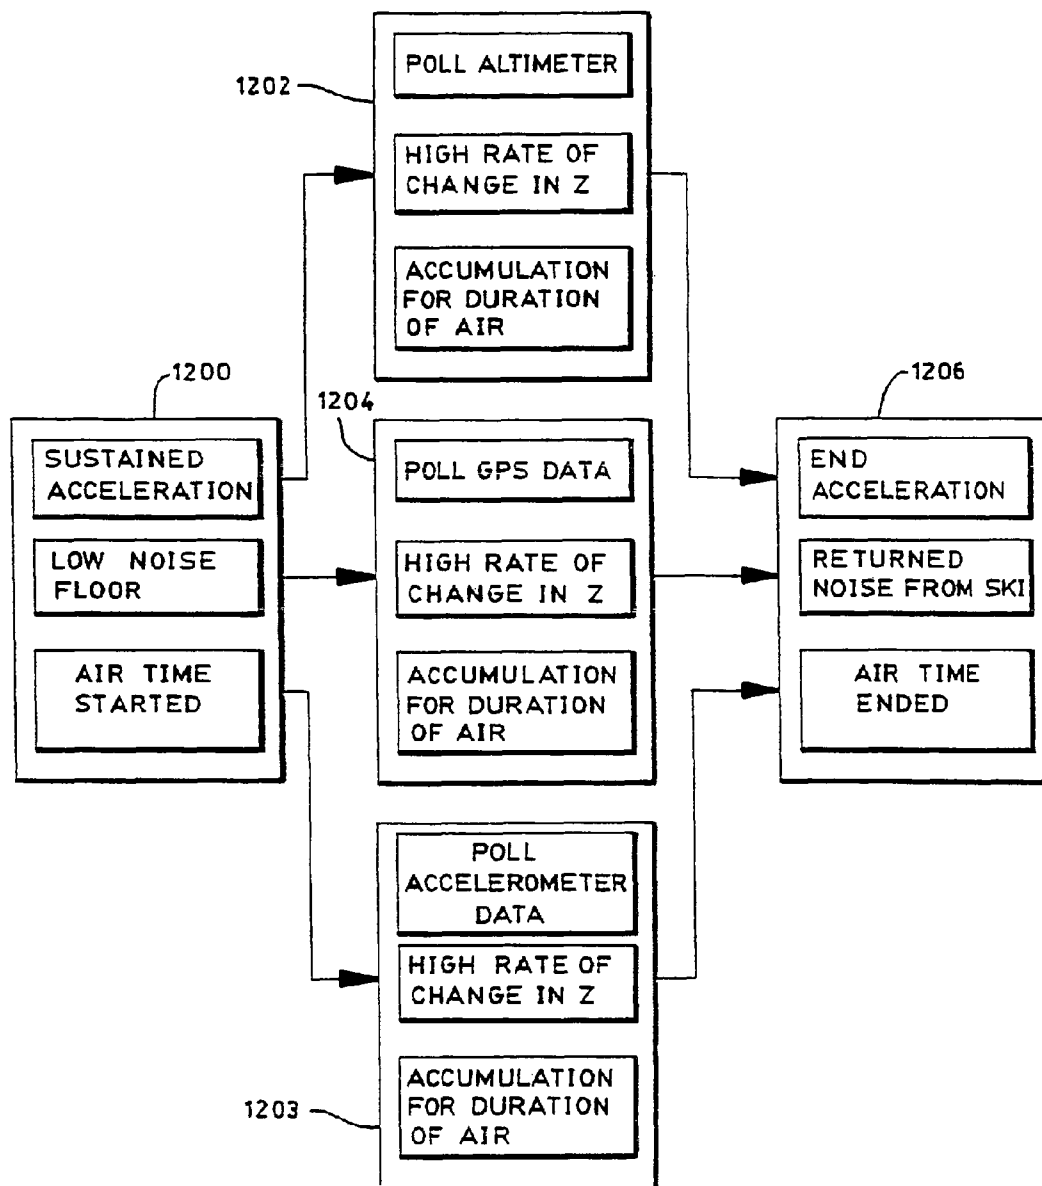 1200
SUSTAINED
ACCELERATION
LOW NOISE
FLOOR
AIR TIME
STARTED
1202
POLL ALTIMETER
HIGH RATE OF
CHANGE IN Z
ACCUMULATION
FOR DURATION
OF AIR
1204
POLL GPS DATA
HIGH RATE OF
CHANGE IN Z
ACCUMULATION
FOR DURATION
OF AIR
1203
POLL
ACCELEROMETER
DATA
HIGH RATE OF
CHANGE IN Z
ACCUMULATION
FOR DURATION
OF AIR
1206
END
ACCELERATION
RETURNED
NOISE FROM SKI
AIR TIME
ENDED